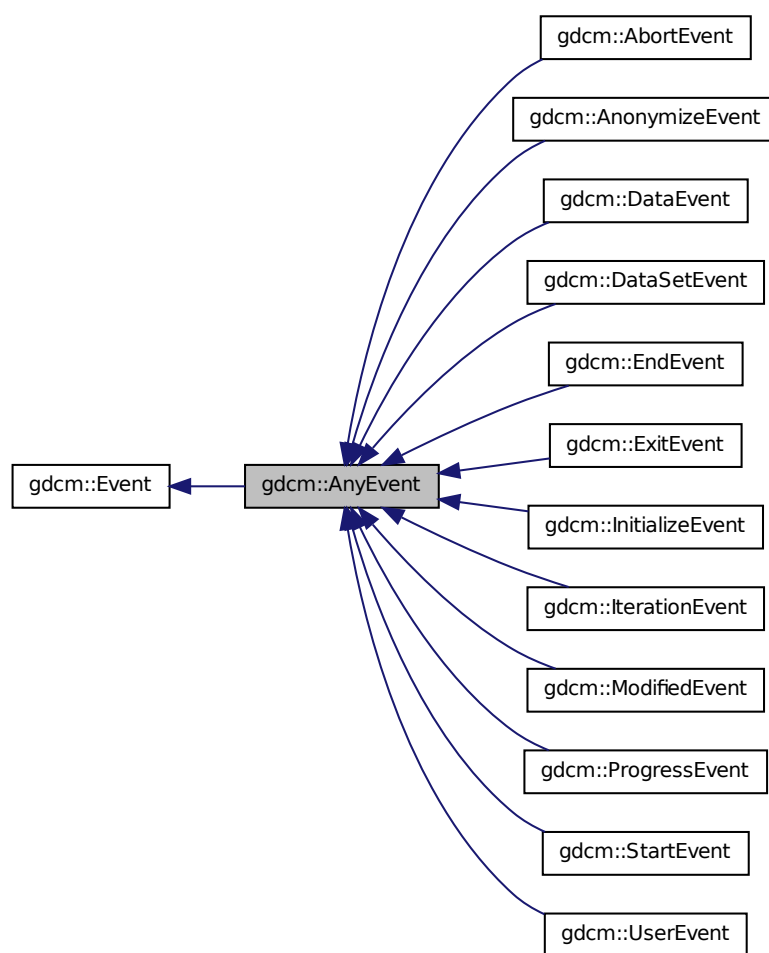 gdcm::AbortEvent
gdcm::AnonymizeEvent
gdcm::DataEvent
gdcm::DataSetEvent
gdcm::EndEvent
gdcm::ExitEvent
gdcm::Event
gdcm::AnyEvent
gdcm::InitializeEvent
gdcm::IterationEvent
gdcm::ModifiedEvent
gdcm::ProgressEvent
gdcm::StartEvent
gdcm::UserEvent